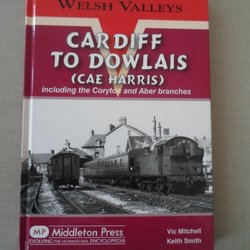 WELSH VALLEYS
CARDIFF
TO DOWLAIS
(CAE HARRIS)
including the Coryton and Aber branches
MP Middleton Press
EVOLVING THE ULTIMATE RAIL ENCYCLOPEDIA
Vic Mitchell
Keith Smith